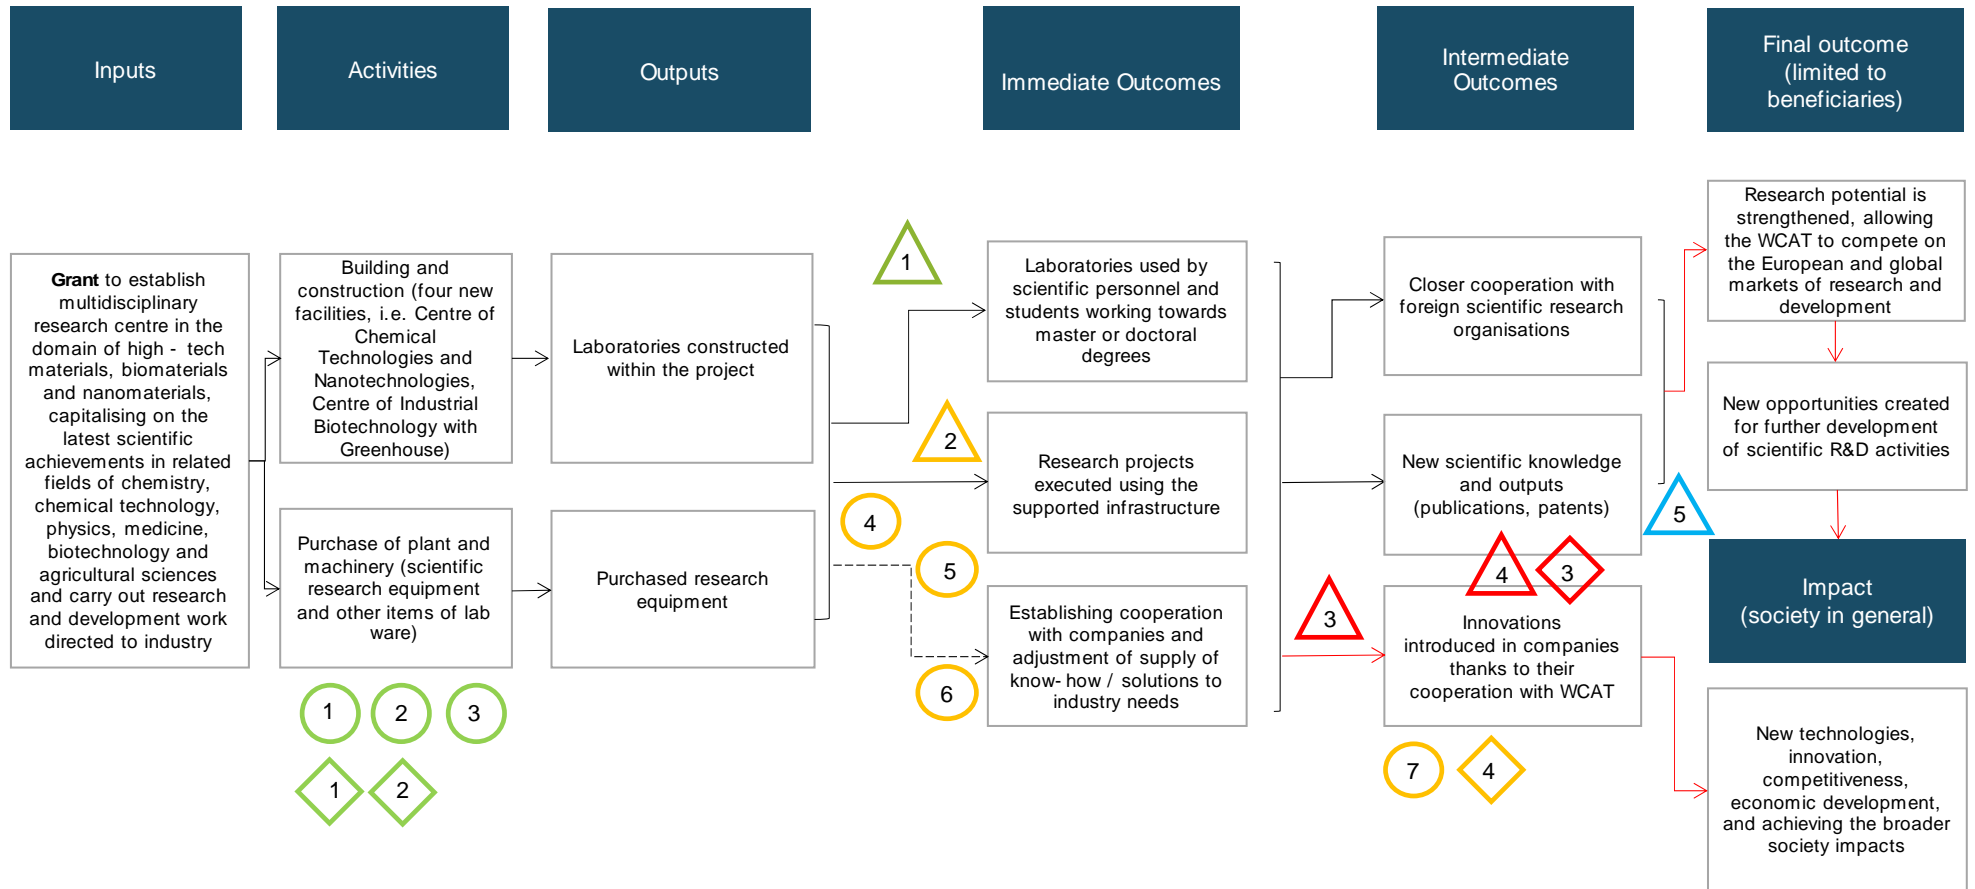 Inputs
Activities
Outputs
Immediate Outcomes
Intermediate
Outcomes
Final outcome
(limited to
beneficiaries)
Grant to establish
multidisciplinary
research centre in the
domain of high - tech
materials, biomaterials
and nanomaterials,
capitalising on the
latest scientific
achievements in related
fields of chemistry,
chemical technology,
physics, medicine,
biotechnology and
agricultural sciences
and carry out research
and development work
directed to industry
Building and
construction (four new
facilities, i.e. Centre of
Chemical
Technologies and
Nanotechnologies,
Centre of Industrial
Biotechnology with
Greenhouse)
Purchase of plant and
machinery (scientific
research equipment
and other items of lab
ware)
1
2
3
1
2
Laboratories constructed
within the project
Purchased research
equipment
1
2
4
5
6
Laboratories used by
scientific personnel and
students working towards
master or doctoral
degrees
Research projects
executed using the
supported infrastructure
Establishing cooperation
with companies and
adjustment of supply of
know- how / solutions to
industry needs
3
Closer cooperation with
foreign scientific research
organisations
New scientific knowledge
and outputs
(publications, patents)
4
3
Innovations
introduced in companies
thanks to their
cooperation with WCAT
7
4
5
Research potential is
strengthened, allowing
the WCAT to compete on
the European and global
markets of research and
development
New opportunities created
for further development
of scientific R&D activities
Impact
(society in general)
New technologies,
innovation,
competitiveness,
economic development,
and achieving the broader
society impacts